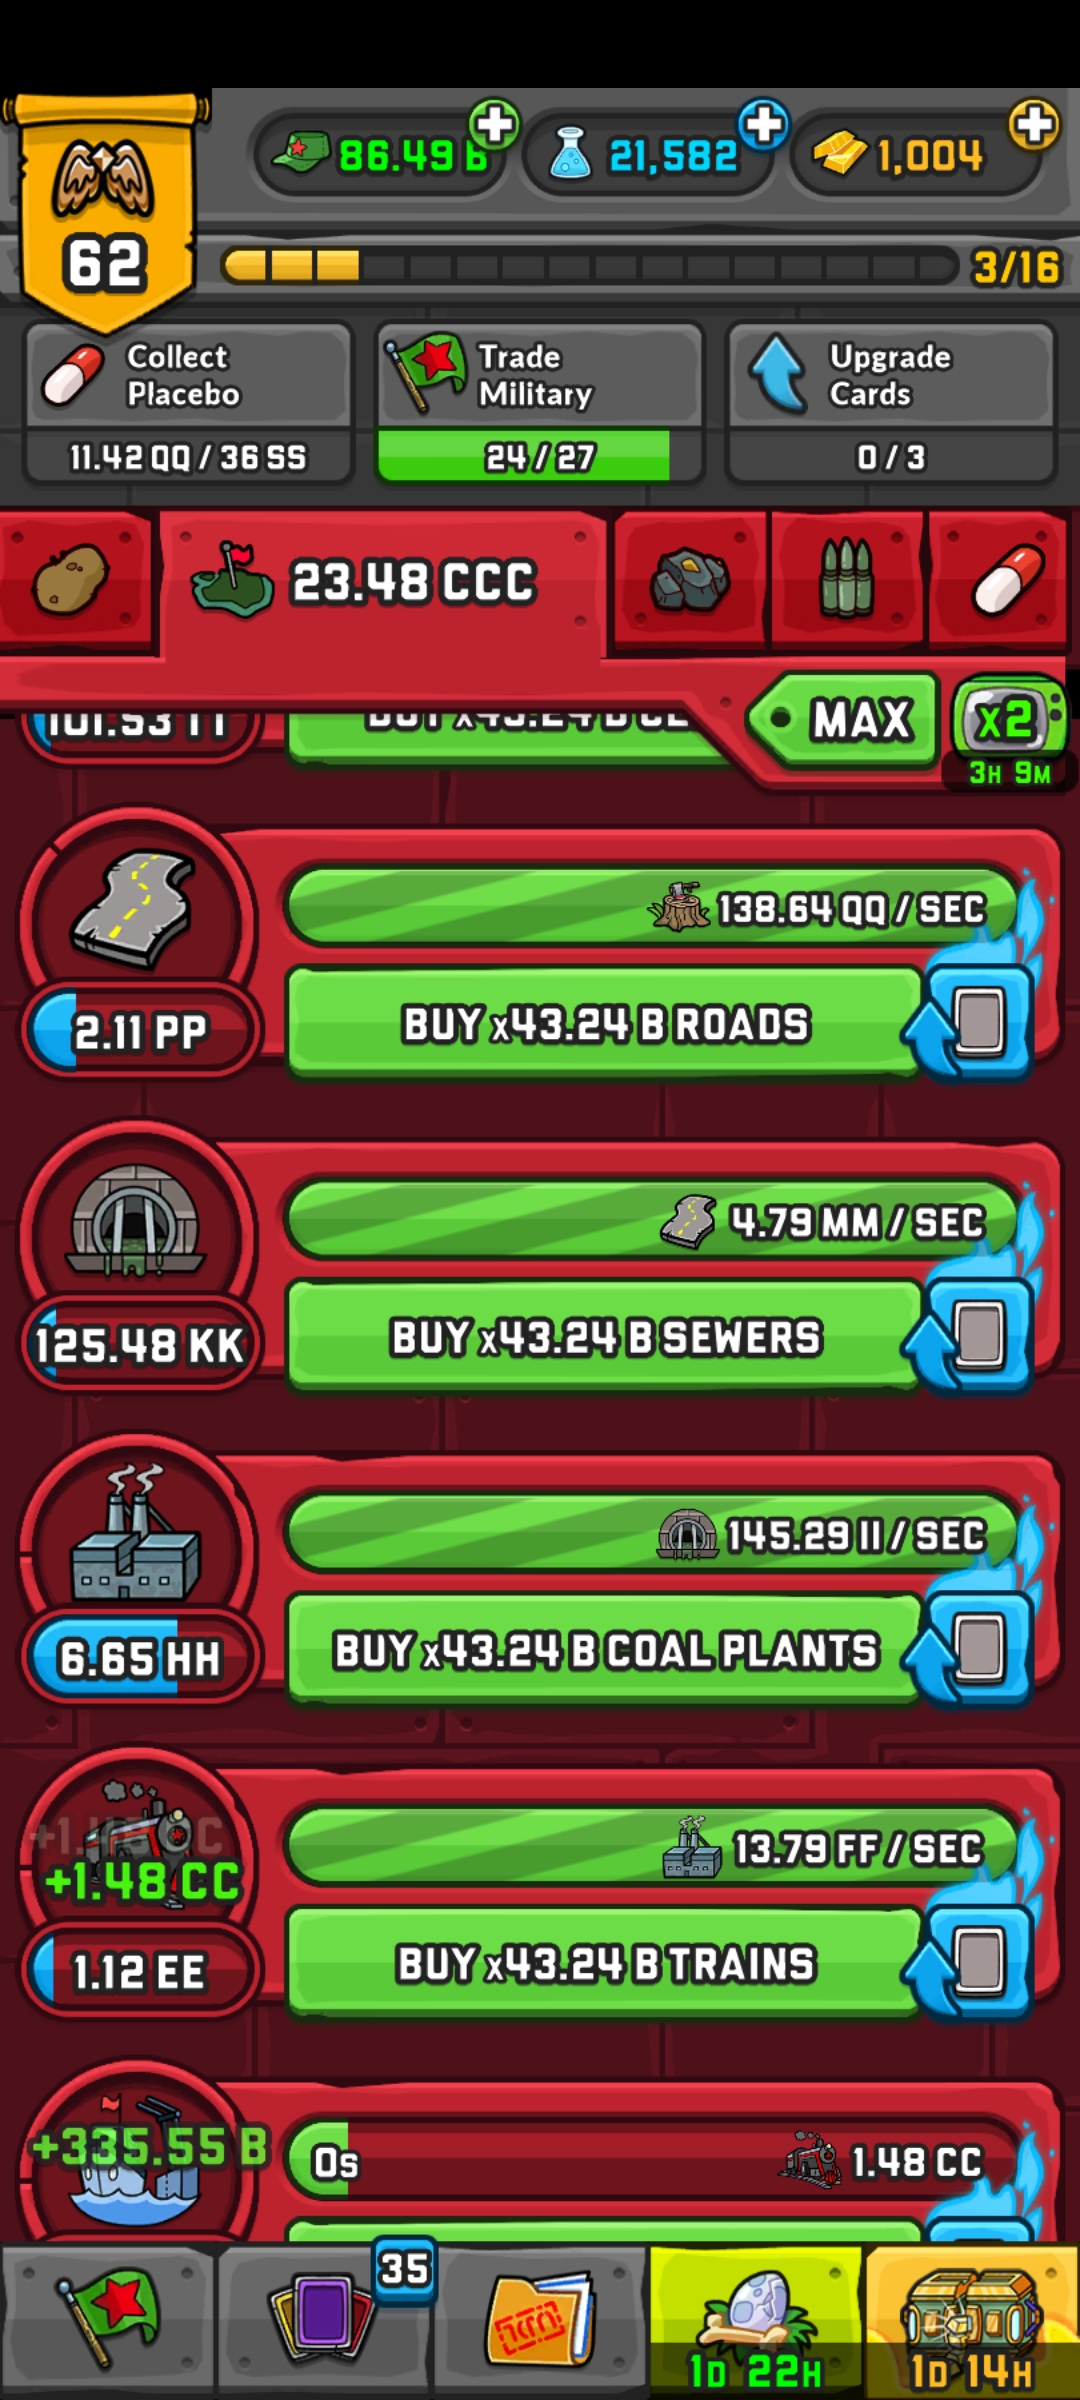 86.49 B
21,582
1,004
62
3/16
Collect
Placebo
Trade
Military
Upgrade
Cards
11.42 QQ / 36 SS
24 / 27
0 / 3
23.48 CCC
MAX
x2
3H 9M
2.11 PP
138.64 QQ / SEC
BUY x43.24 B ROADS
125.48 KK
4.79 MM / SEC
BUY x43.24 B SEWERS
6.65 HH
145.29 II / SEC
BUY x43.24 B COAL PLANTS
+1.48 CC
1.12 EE
13.79 FF / SEC
BUY x43.24 B TRAINS
+335.55 B
0s
1.48 CC
35
1D 22H
1D 14H